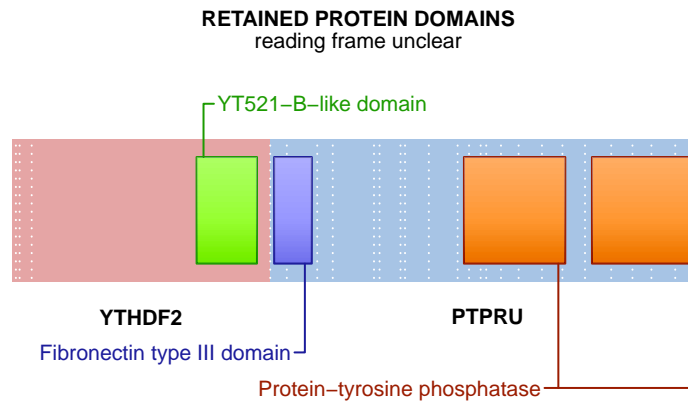 RETAINED PROTEIN DOMAINS
reading frame unclear
YT521−B−like domain
YTHDF2
PTPRU
Fibronectin type III domain
Protein−tyrosine phosphatase